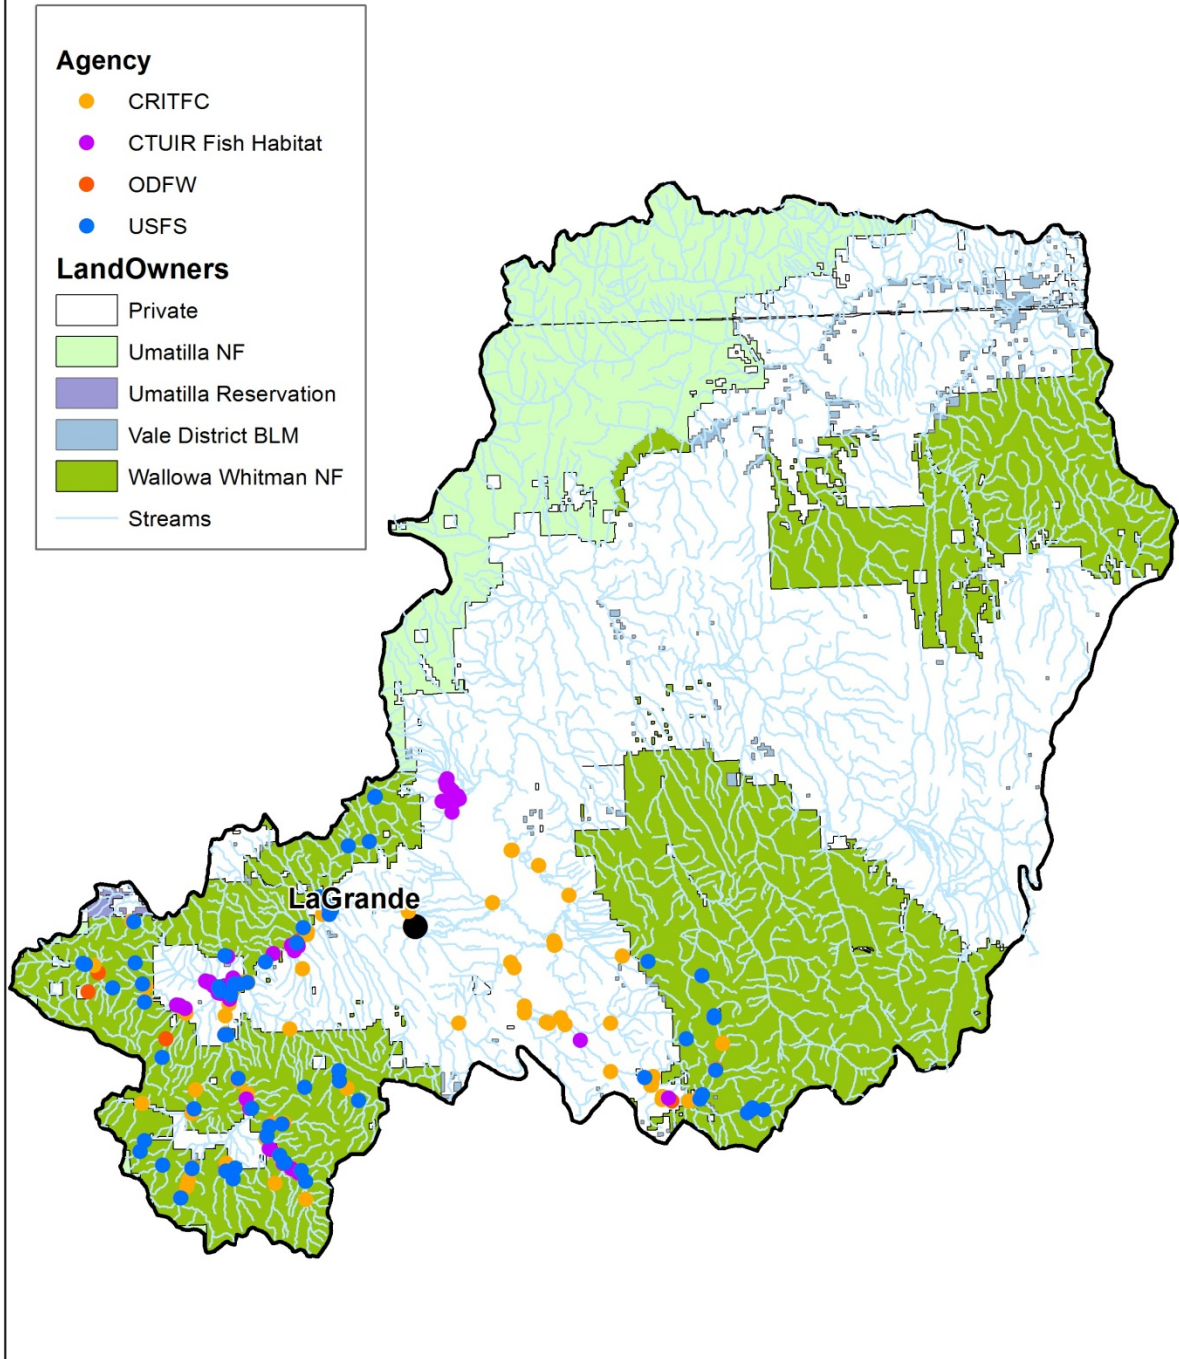 Agency
CRITFC
CTUIR Fish Habitat
ODFW
USFS
LandOwners
Private
Umatilla NF
Umatilla Reservation
Vale District BLM
Wallowa Whitman NF
Streams
LaGrande